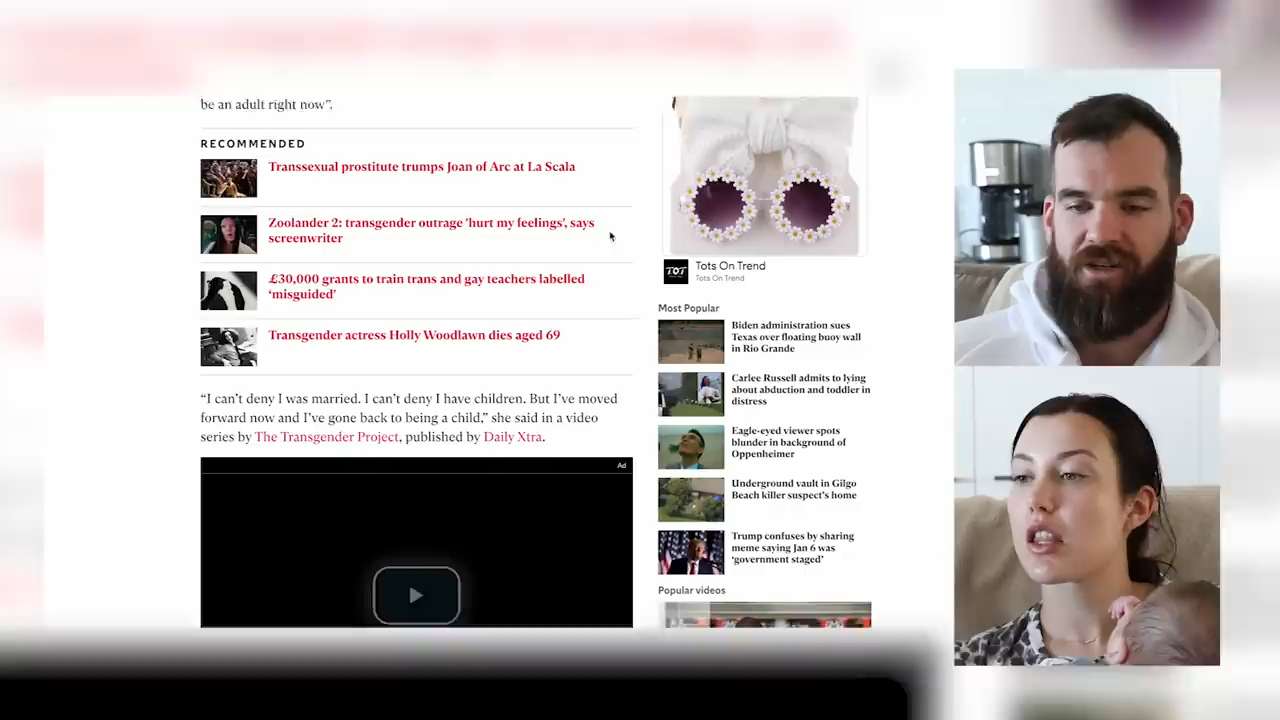 be an adult right now”.
RECOMMENDED
Transsexual prostitute trumps Joan of Arc at La Scala
Zoolander 2: transgender outrage 'hurt my feelings', says
screenwriter
£30,000 grants to train trans and gay teachers labelled
‘misguided’
Transgender actress Holly Woodlawn dies aged 69
“I can’t deny I was married. I can’t deny I have children. But I’ve moved
forward now and I’ve gone back to being a child,” she said in a video
series by The Transgender Project, published by Daily Xtra.
Ad
TOT
Tots On Trend
Tots On Trend
Most Popular
Biden administration sues
Texas over floating buoy wall
in Rio Grande
Carlee Russell admits to lying
about abduction and toddler in
distress
Eagle-eyed viewer spots
blunder in background of
Oppenheimer
Underground vault in Gilgo
Beach killer suspect’s home
Trump confuses by sharing
meme saying Jan 6 was
‘government staged’
Popular videos